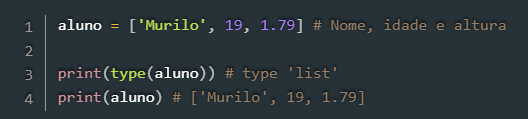 1 aluno = ['Murilo', 19, 1.79] # Nome, idade e altura
2
3 print(type(aluno)) # type 'list'
4 print(aluno) # ['Murilo', 19, 1.79]